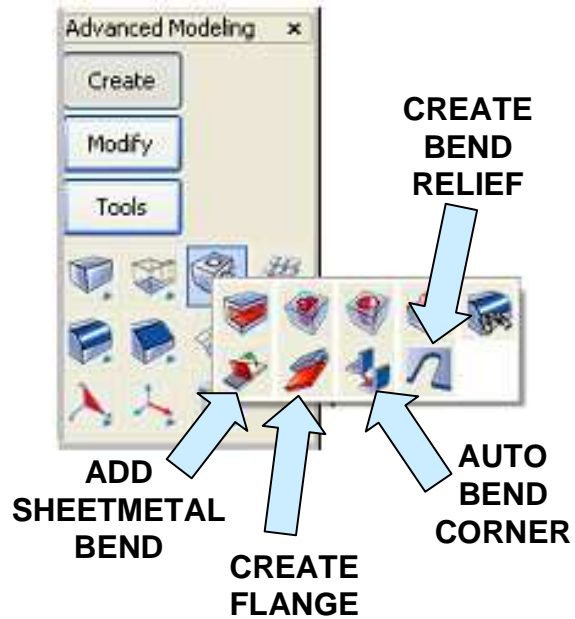 Advanced Modeling x
Create
Modify
Tools
CREATE
BEND
RELIEF
ADD
SHEETMETAL
BEND
CREATE
FLANGE
AUTO
BEND
CORNER